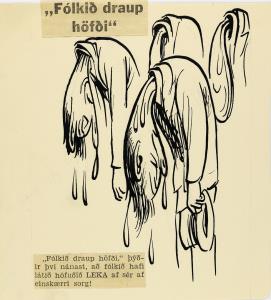 „Fólkið draup
höfði“
„Fólkið draup höfði,“ þýð-
ir því nánast, að fólkið hafi
látið höfuðið LEKA af sér af
einskærri sorg!